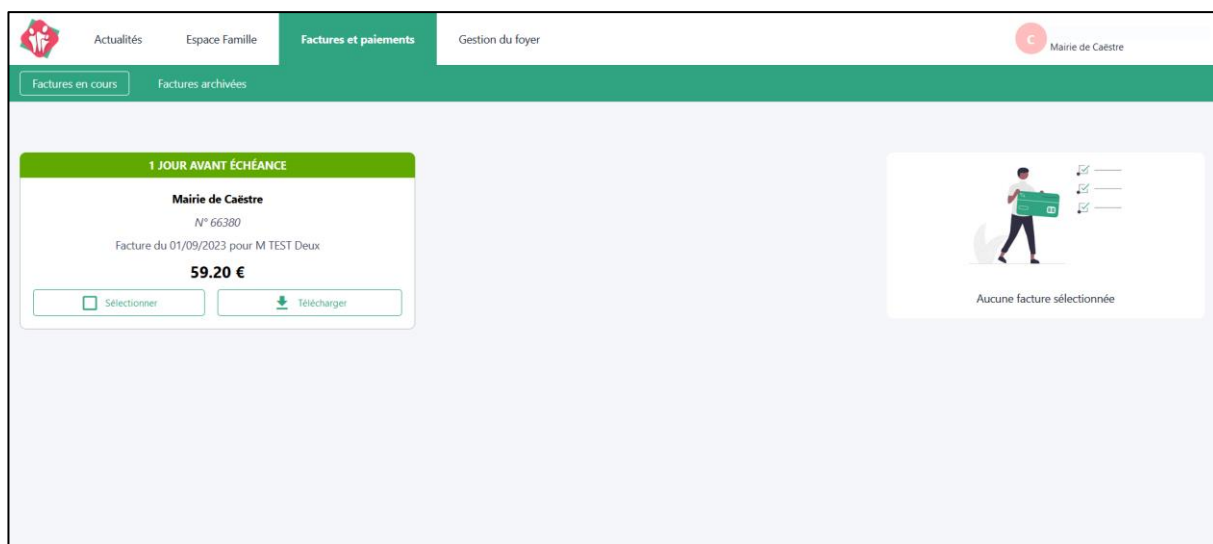 Actualités
Espace Famille
Factures et paiements
Gestion du foyer
C
Mairie de Caëstre
Factures en cours
Factures archivées
1 JOUR AVANT ÉCHÉANCE
Mairie de Caëstre
N° 66380
Facture du 01/09/2023 pour M TEST Deux
59.20 €
Sélectionner
Télécharger
Aucune facture sélectionnée